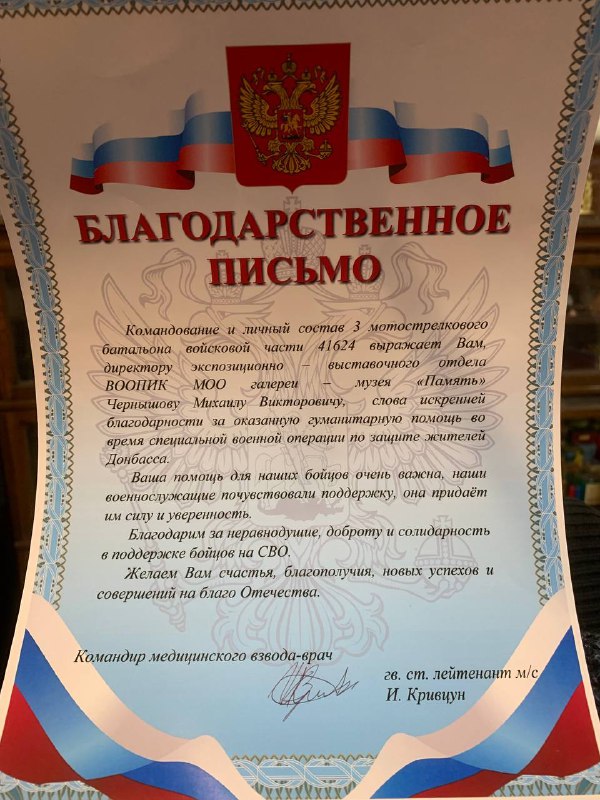 БЛАГОДАРСТВЕННОЕ
ПИСЬМО
Командование и личный состав 3 мотострелкового
батальона войсковой части 41624 выражает Вам,
директору экспозиционно – выставочного отдела
ВООПИК МОО галереи – музея «Память»
Чернышову Михаилу Викторовичу, слова искренней
благодарности за оказанную гуманитарную помощь во
время специальной военной операции по защите жителей
Донбасса.
Ваша помощь для наших бойцов очень важна, наши
военнослужащие почувствовали поддержку, она придаёт
им силу и уверенность.
Благодарим за неравнодушие, доброту и солидарность
в поддержке бойцов на СВО.
Желаем Вам счастья, благополучия, новых успехов и
совершений на благо Отечества.
Командир медицинского взвода-врач
гв. ст. лейтенант м/с
И. Кривцун